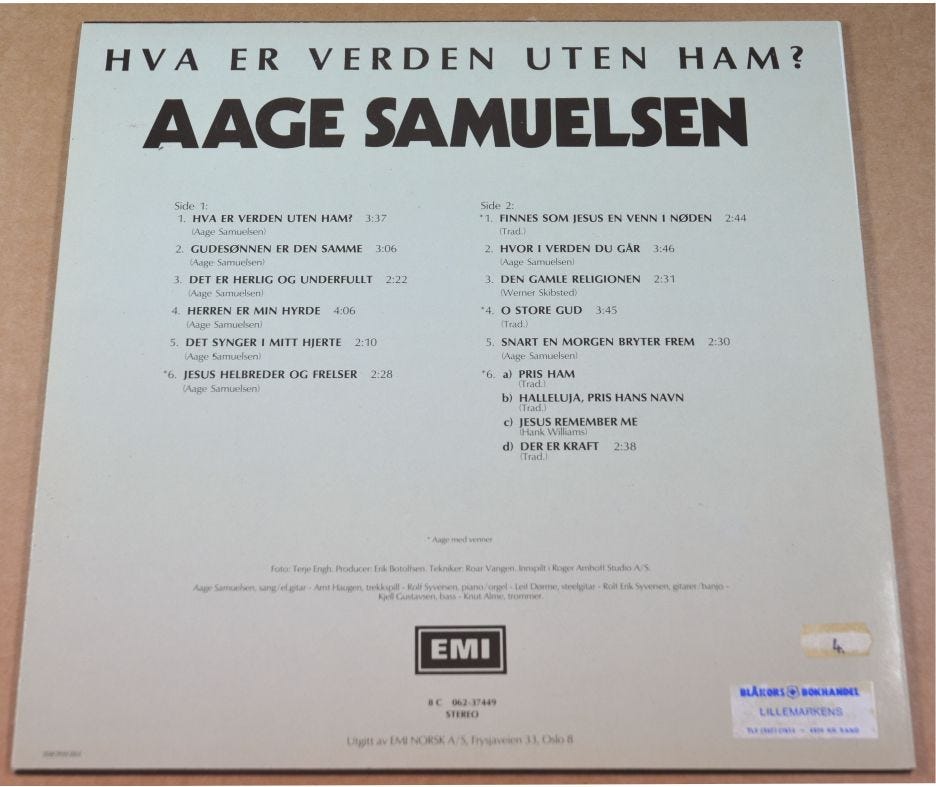 HVA ER VERDEN UTEN HAM?
AAGE SAMUELSEN
Side 1:
1. HVA ER VERDEN UTEN HAM? 3:37
(Aage Samuelsen)
2. GUDESØNNEN ER DEN SAMME 3:06
(Aage Samuelsen)
3. DET ER HERLIG OG UNDERFULLT 2:22
(Aage Samuelsen)
4. HERREN ER MIN HYRDE 4:06
(Aage Samuelsen)
5. DET SYNGER I MITT HJERTE 2:10
(Aage Samuelsen)
*6. JESUS HELBREDER OG FRELSER 2:28
(Aage Samuelsen)
Side 2:
*1. FINNES SOM JESUS EN VENN I NØDEN 2:44
(Trad.)
2. HVOR I VERDEN DU GÅR 3:46
(Aage Samuelsen)
3. DEN GAMLE RELIGIONEN 2:31
(Werner Skibsted)
*4. O STORE GUD 3:45
(Trad.)
5. SNART EN MORGEN BRYTER FREM 2:30
(Aage Samuelsen)
*6. a) PRIS HAM
(Trad.)
b) HALLELUJA, PRIS HANS NAVN
(Trad.)
c) JESUS REMEMBER ME
(Hank Williams)
d) DER ER KRAFT 2:38
(Trad.)
* Aage med venner
Foto: Terje Engh. Producer: Erik Botolfsen. Tekniker: Roar Vangen. Innspilt i Roger Arnhoff Studio A/S.
Aage Samuelsen, sang/el.gitar - Arnt Haugen, trekkspill - Rolf Syversen, piano/orgel - Leif Dørme, steelgitar - Rolf Erik Syversen, gitarer/banjo -
Kjell Gustavsen, bass - Knut Alme, trommer.
EMI
8 C 062-37449
STEREO
Utgitt av EMI NORSK A/S, Frysjaveien 33, Oslo 8
4.
BLÅKORS BOKHANDEL
LILLEMARKENS